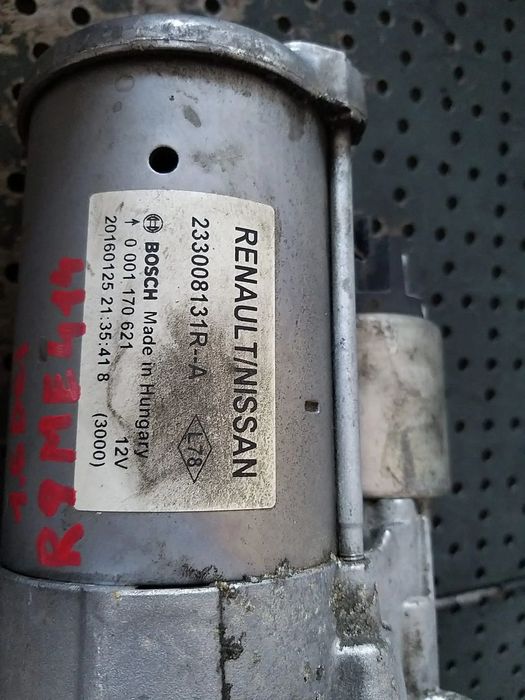 RENAULT/NISSAN
233008131R--A
L78
BOSCH Made in Hungary
0 001 170 621 12V
20160125 21:35:41 8 (3000)
R9ME414